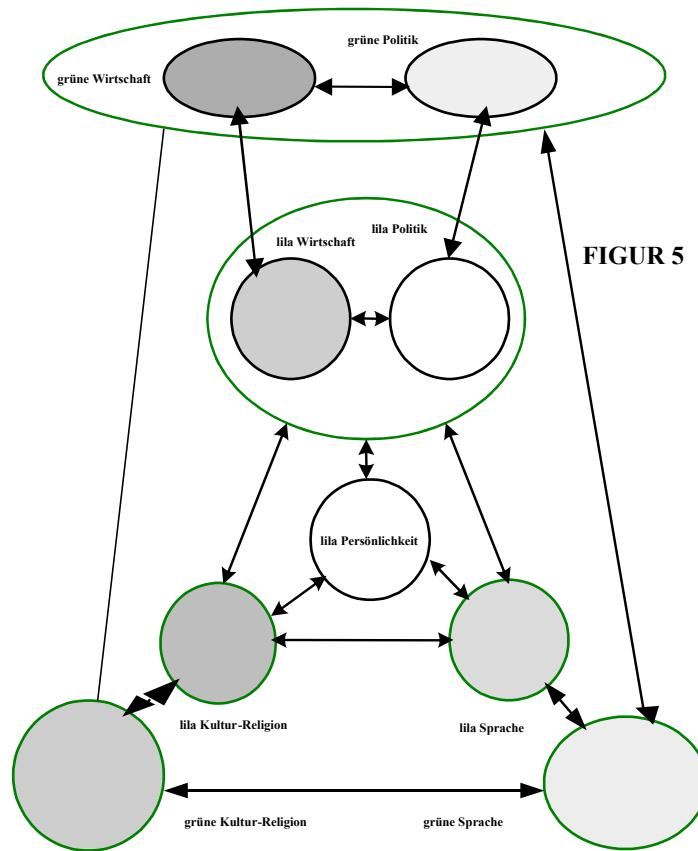 grüne Politik
grüne Wirtschaft
lila Politik
lila Wirtschaft
FIGUR 5
lila Persönlichkeit
lila Kultur-Religion
lila Sprache
grüne Kultur-Religion
grüne Sprache